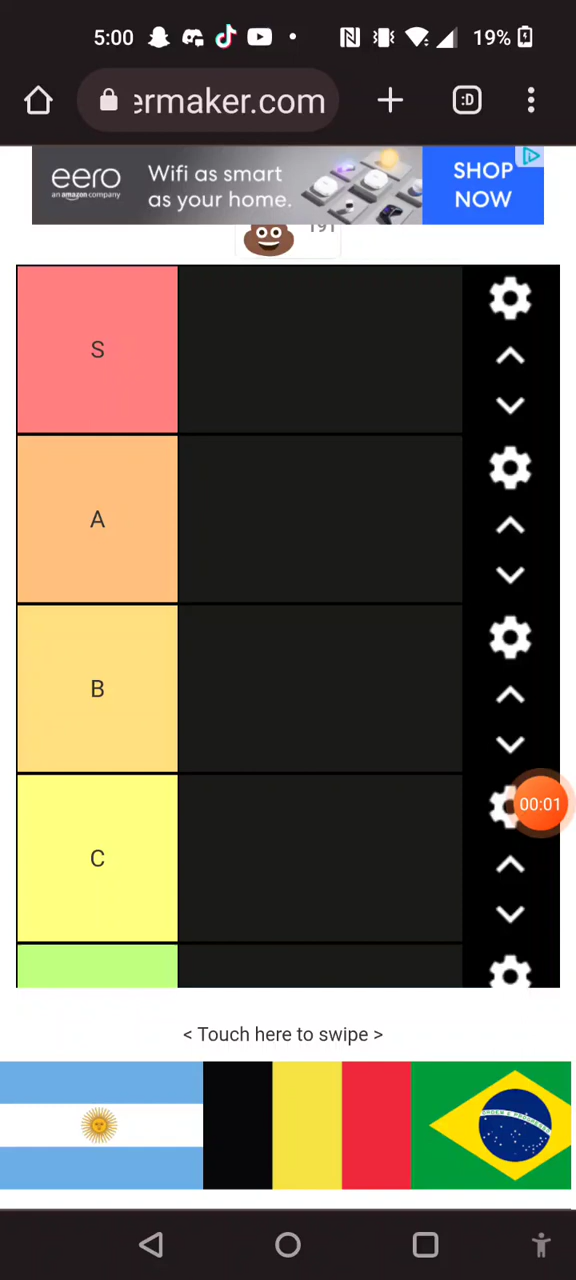 5:00
19%
ermaker.com
:D
eero
an amazon company
Wifi as smart
as your home.
SHOP
NOW
191
S
A
B
C
00:01
< Touch here to swipe >